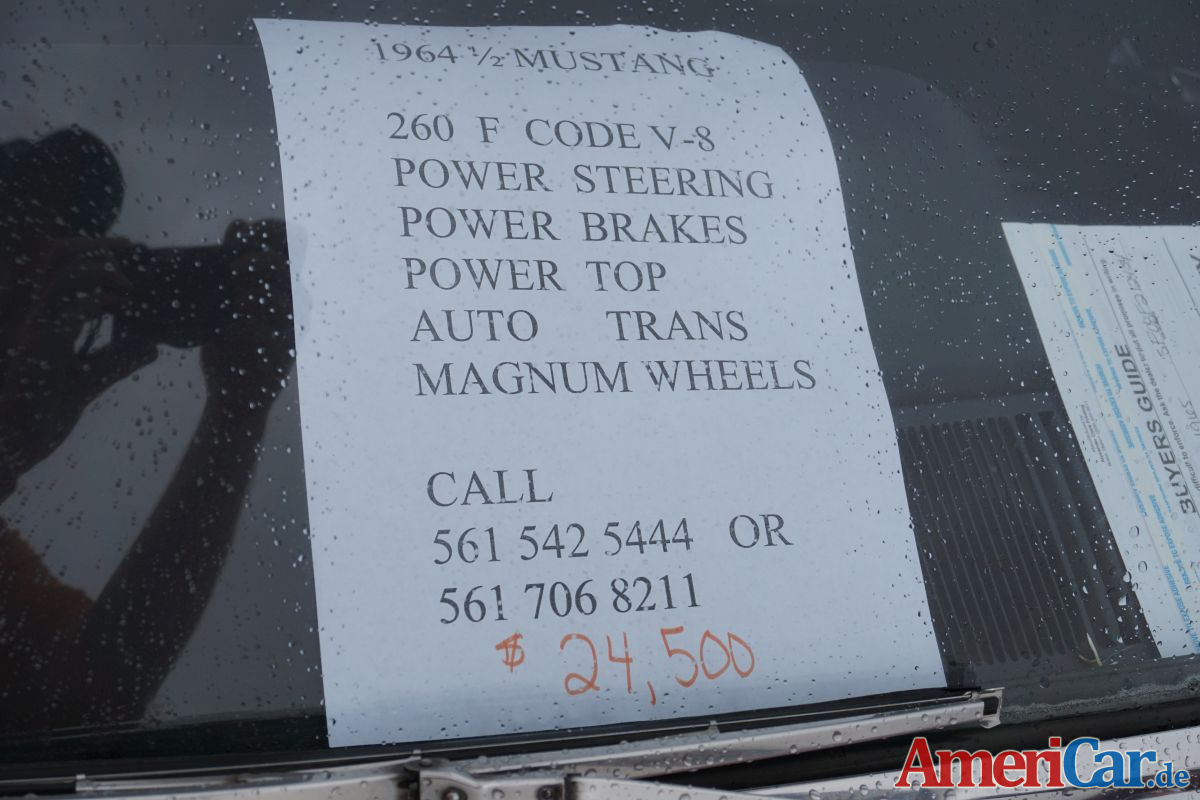 1964 ½ MUSTANG
260 F CODE V-8
POWER STEERING
POWER BRAKES
POWER TOP
AUTO TRANS
MAGNUM WHEELS
CALL
561 542 5444 OR
561 706 8211
$ 24,500
BUYERS GUIDE
AmeriCar.de